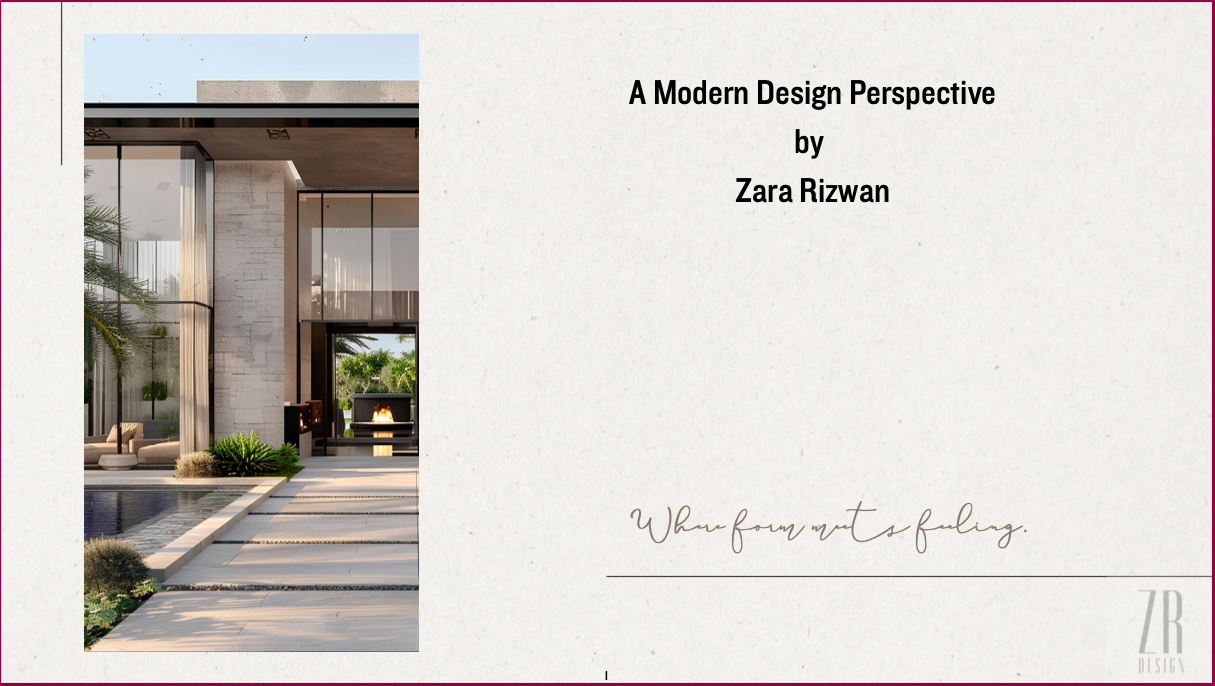 A Modern Design Perspective
by
Zara Rizwan
Where form meets feeling.
ZR
DESIGN